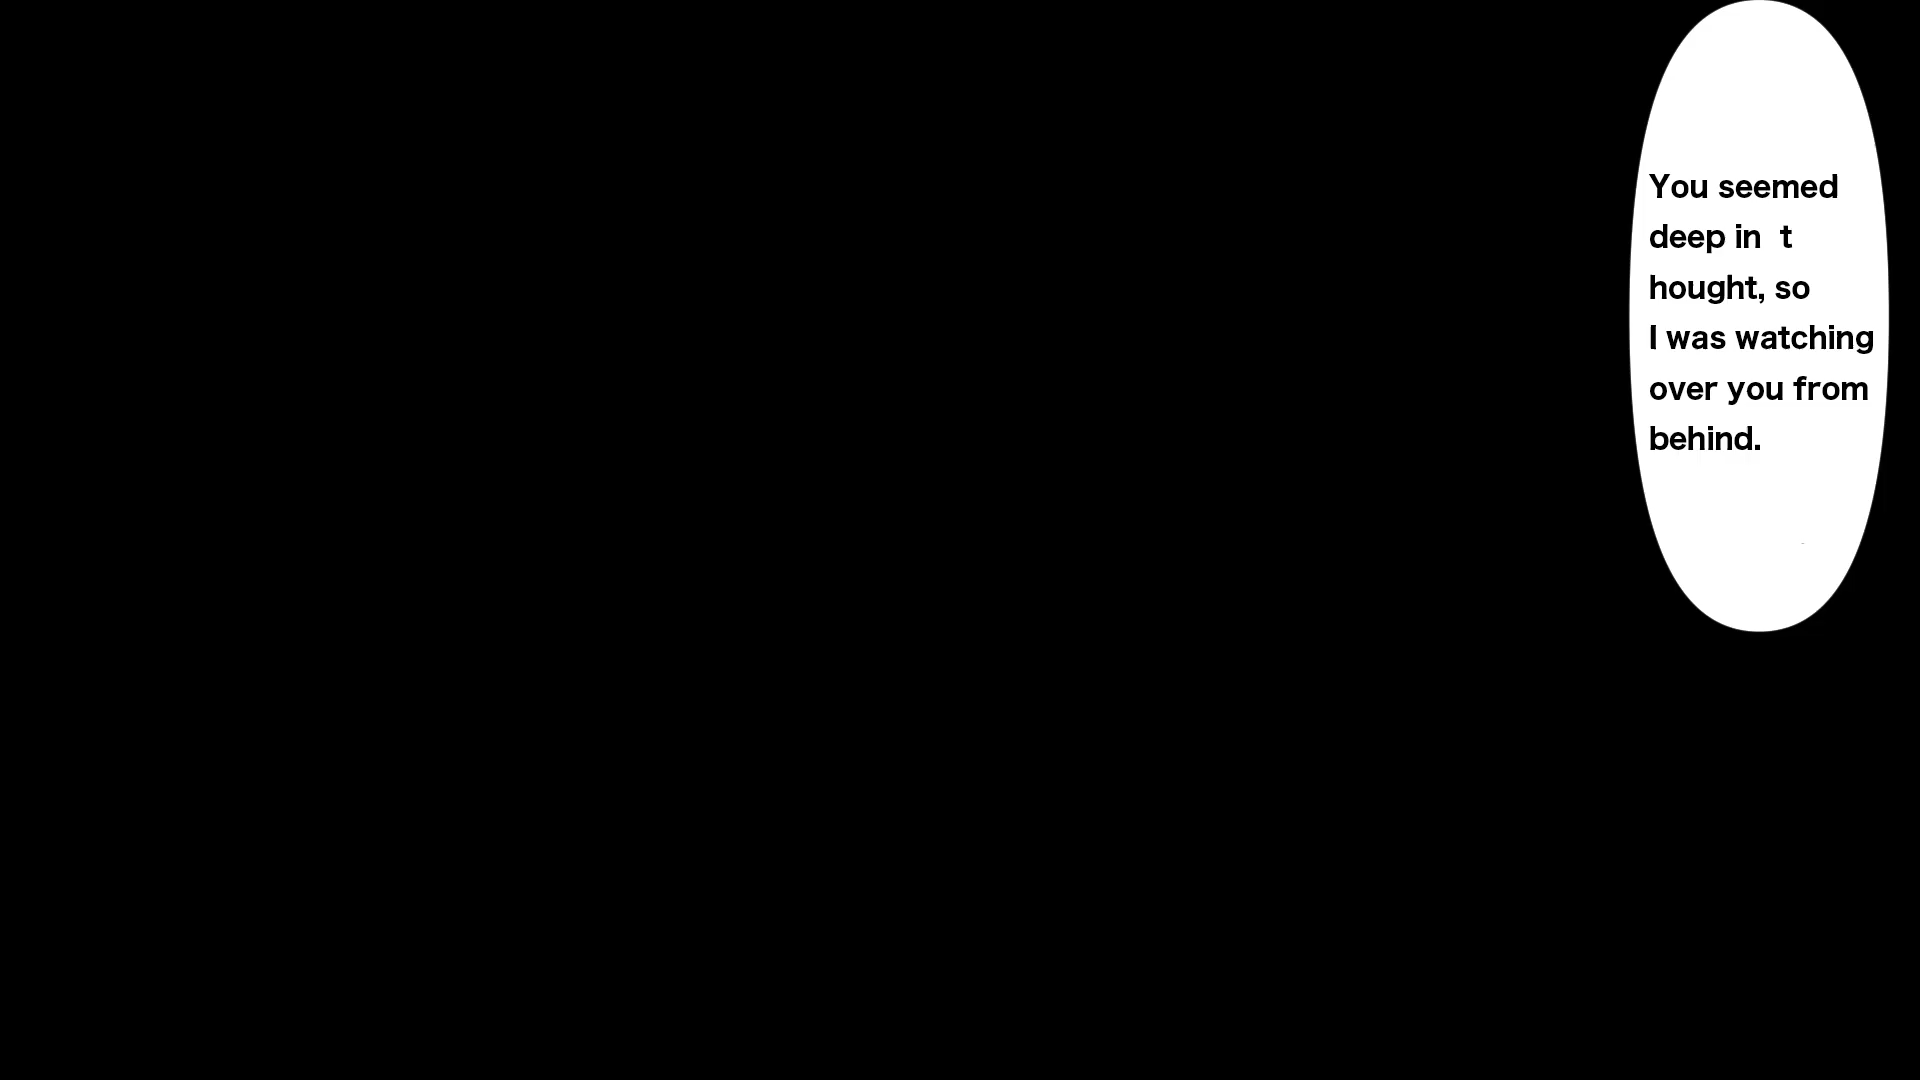 You seemed
deep in  t
hought, so
I was watching
over you from
behind.